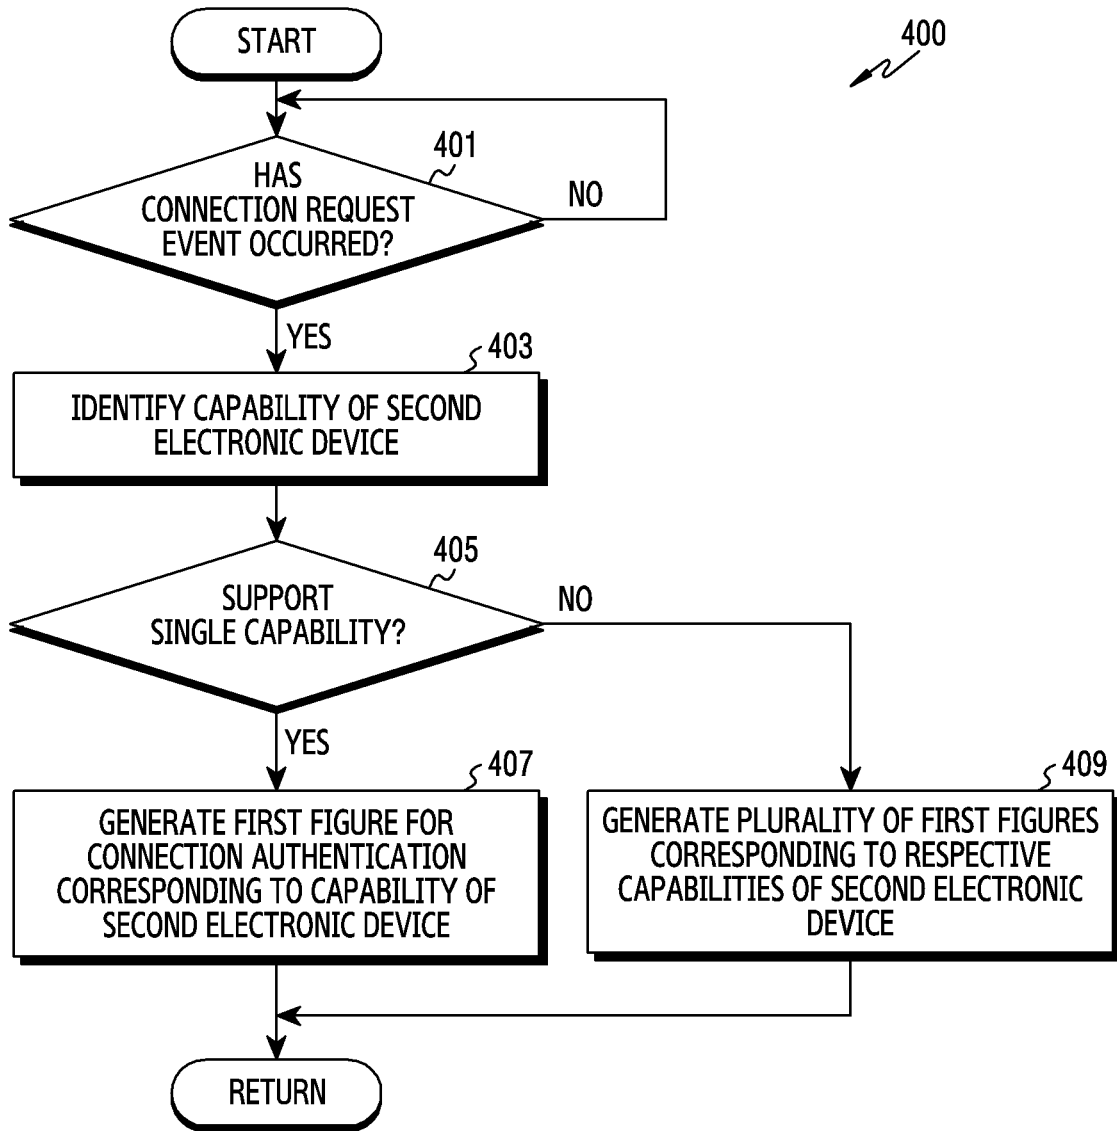 START
400
401
HAS
CONNECTION REQUEST
EVENT OCCURRED?
NO
YES
403
IDENTIFY CAPABILITY OF SECOND
ELECTRONIC DEVICE
405
SUPPORT
SINGLE CAPABILITY?
NO
YES
407
GENERATE FIRST FIGURE FOR
CONNECTION AUTHENTICATION
CORRESPONDING TO CAPABILITY OF
SECOND ELECTRONIC DEVICE
409
GENERATE PLURALITY OF FIRST FIGURES
CORRESPONDING TO RESPECTIVE
CAPABILITIES OF SECOND ELECTRONIC
DEVICE
RETURN